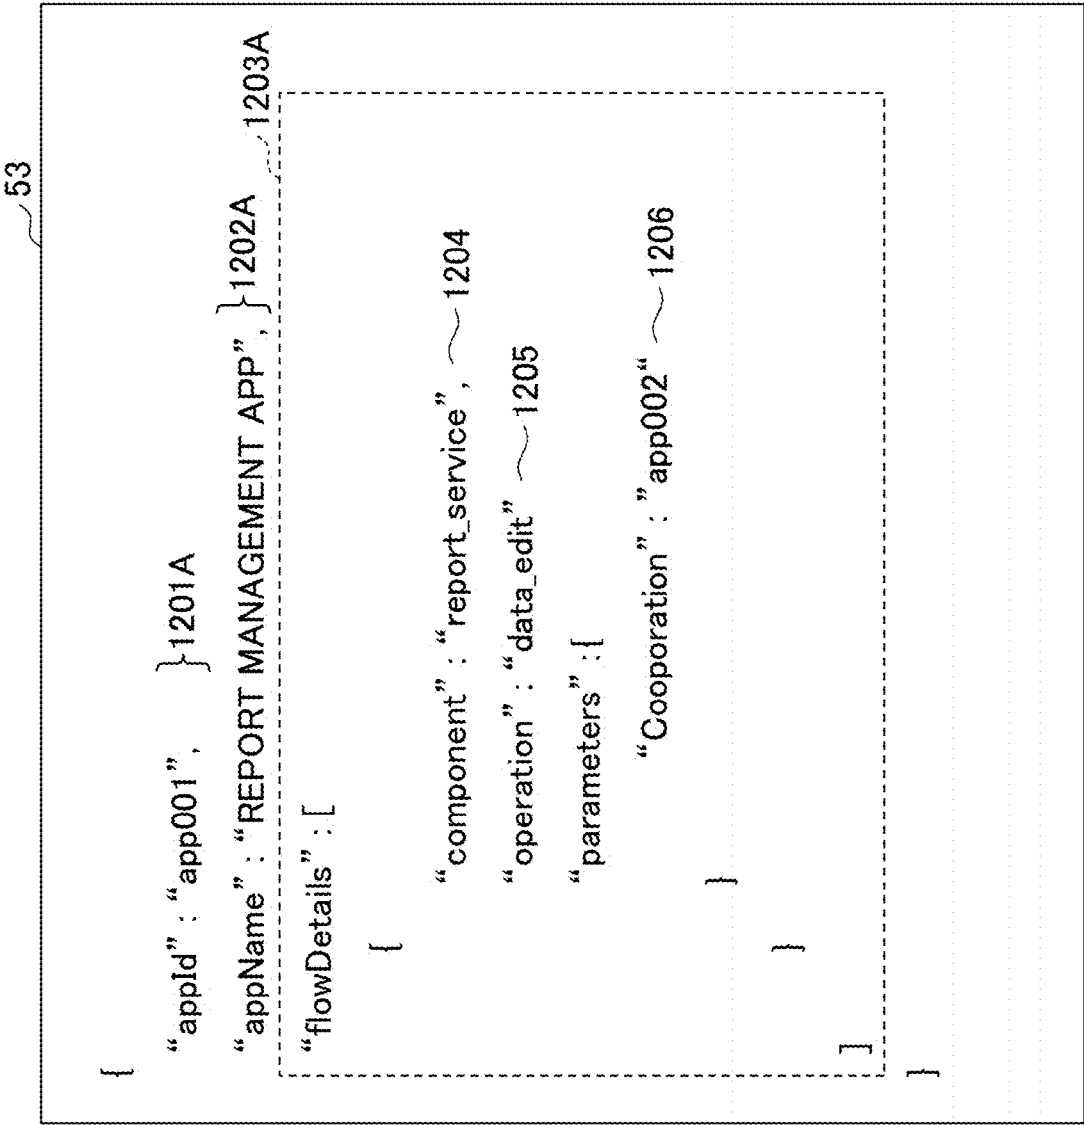 53
{
“appId” : “app001”, }1201A
“appName” : “REPORT MANAGEMENT APP”, }1202A
1203A
“flowDetails” : [
{
“component” : “report_service”, 1204
“operation” : “data_edit” 1205
“parameters” : {
“Cooporation” : ”app002“ 1206
}
}
]
}